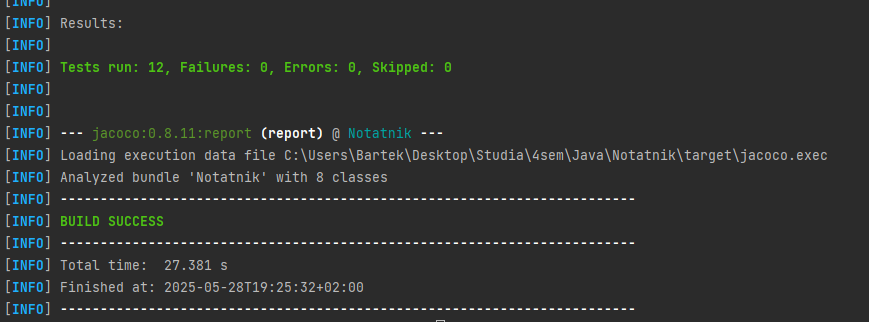 [INFO]
[INFO] Results:
[INFO]
[INFO] Tests run: 12, Failures: 0, Errors: 0, Skipped: 0
[INFO]
[INFO]
[INFO] --- jacoco:0.8.11:report (report) @ Notatnik ---
[INFO] Loading execution data file C:\Users\Bartek\Desktop\Studia\4sem\Java\Notatnik\target\jacoco.exec
[INFO] Analyzed bundle 'Notatnik' with 8 classes
[INFO] ------------------------------------------------------------------------
[INFO] BUILD SUCCESS
[INFO] ------------------------------------------------------------------------
[INFO] Total time:  27.381 s
[INFO] Finished at: 2025-05-28T19:25:32+02:00
[INFO] ------------------------------------------------------------------------